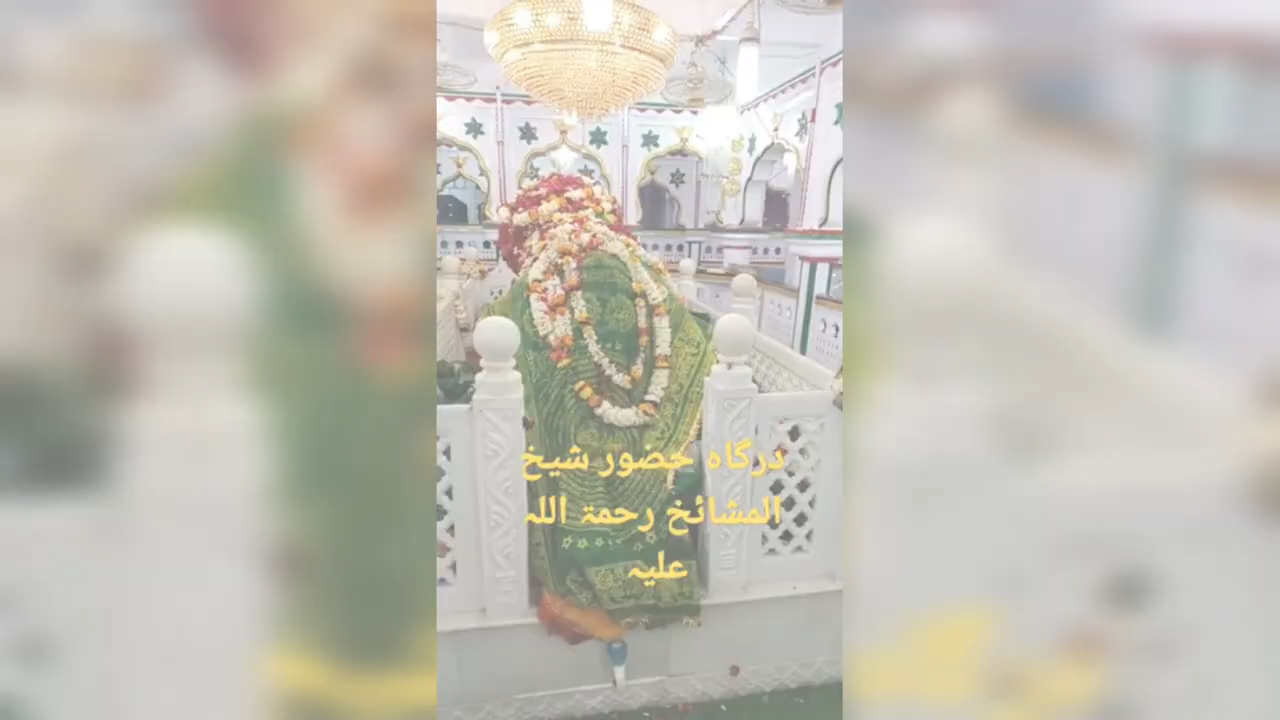 درگاہ حضور شیخ
المشائخ رحمۃ اللہ
علیہ